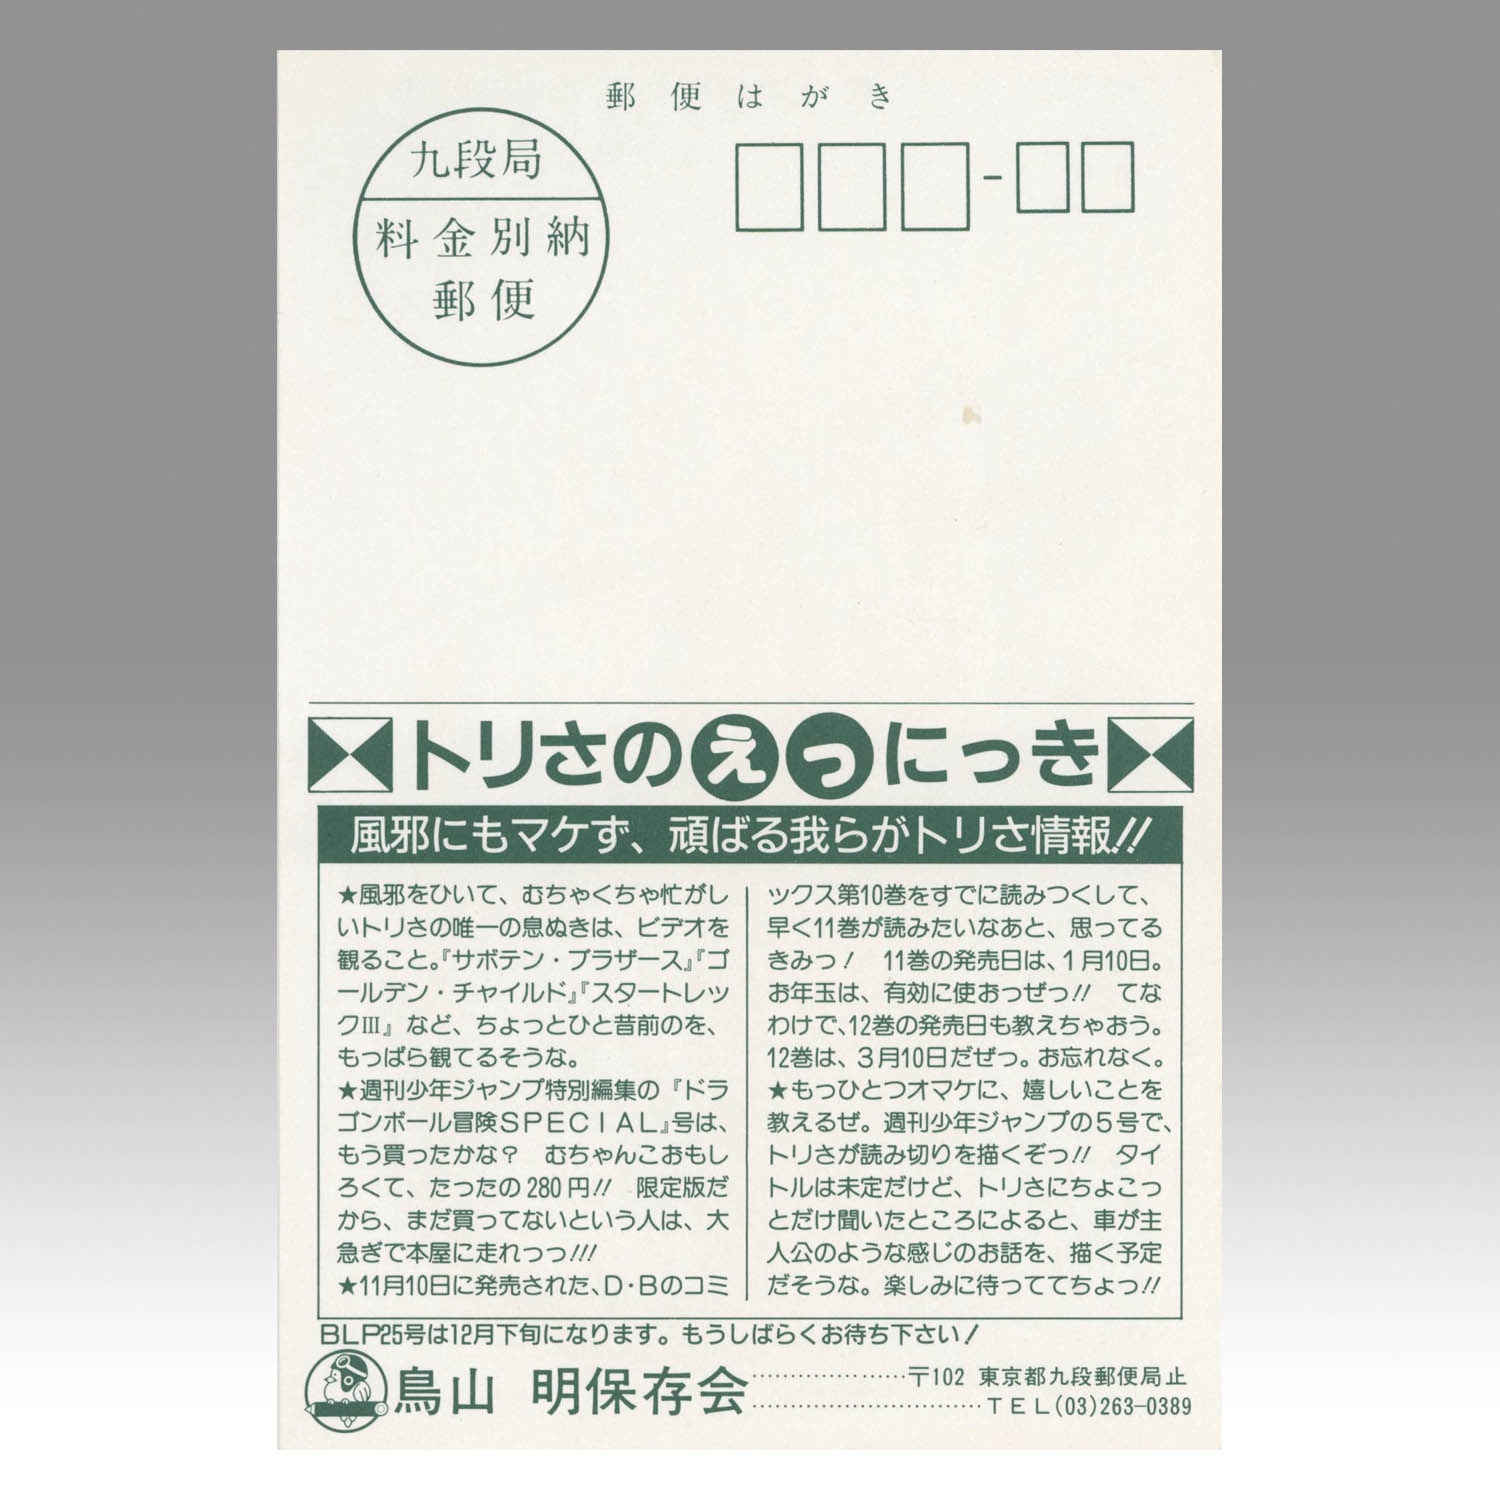 郵便はがき
九段局
料金別納
郵便
-
トリさのえっにっき
風邪にもマケず、頑ばる我らがトリさ情報!!
★風邪をひいて、むちゃくちゃ忙がし
いトリさの唯一の息ぬきは、ビデオを
観ること。『サボテン・ブラザース』『ゴ
ールデン・チャイルド』『スタートレッ
クⅢ』など、ちょっとひと昔前のを、
もっぱら観てるそうな。
★週刊少年ジャンプ特別編集の『ドラ
ゴンボール冒険SPECIAL』号は、
もう買ったかな？　むちゃんこおもし
ろくて、たったの280円!!　限定版だ
から、まだ買ってないという人は、大
急ぎで本屋に走れっっ!!!
★11月10日に発売された、D・Bのコミ
ックス第10巻をすでに読みつくして、
早く11巻が読みたいなあと、思ってる
きみっ！　11巻の発売日は、1月10日。
お年玉は、有効に使おっぜっ!!　てな
わけで、12巻の発売日も教えちゃおう。
12巻は、3月10日だぜっ。お忘れなく。
★もっひとつオマケに、嬉しいことを
教えるぜ。週刊少年ジャンプの5号で、
トリさが読み切りを描くぞっ!!　タイ
トルは未定だけど、トリさにちょこっ
とだけ聞いたところによると、車が主
人公のような感じのお話を、描く予定
だそうな。楽しみに待っててちょっ!!
BLP25号は12月下旬になります。もうしばらくお待ち下さい！
鳥山　明保存会
〒102 東京都九段郵便局止
TEL(03)263-0389